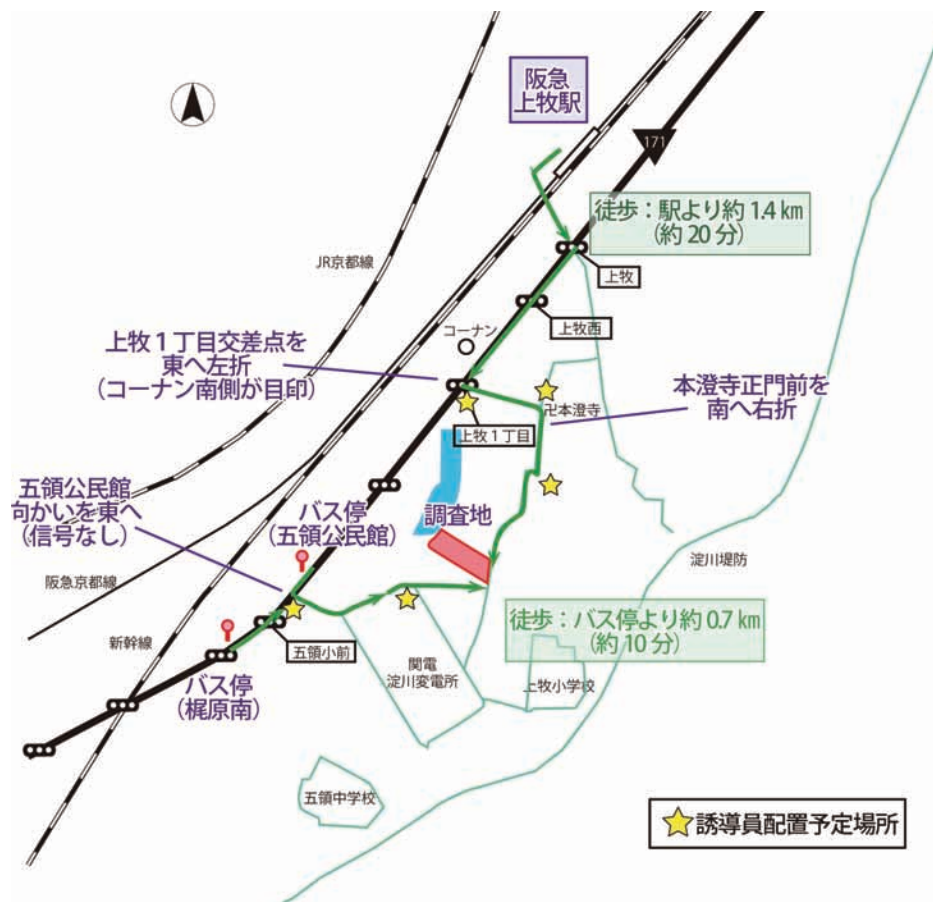 阪急
上牧駅
171
徒歩：駅より約 1.4 km
（約 20 分）
JR京都線
上牧
上牧西
コーナン
上牧 1 丁目交差点を
東へ左折
（コーナン南側が目印）
本澄寺正門前を
南へ右折
卍本澄寺
上牧 1 丁目
五領公民館
向かいを東へ
（信号なし）
バス停
（五領公民館）
調査地
淀川堤防
阪急京都線
徒歩：バス停より約 0.7 km
（約 10 分）
新幹線
五領小前
関電
淀川変電所
上牧小学校
バス停
（梶原南）
五領中学校
誘導員配置予定場所